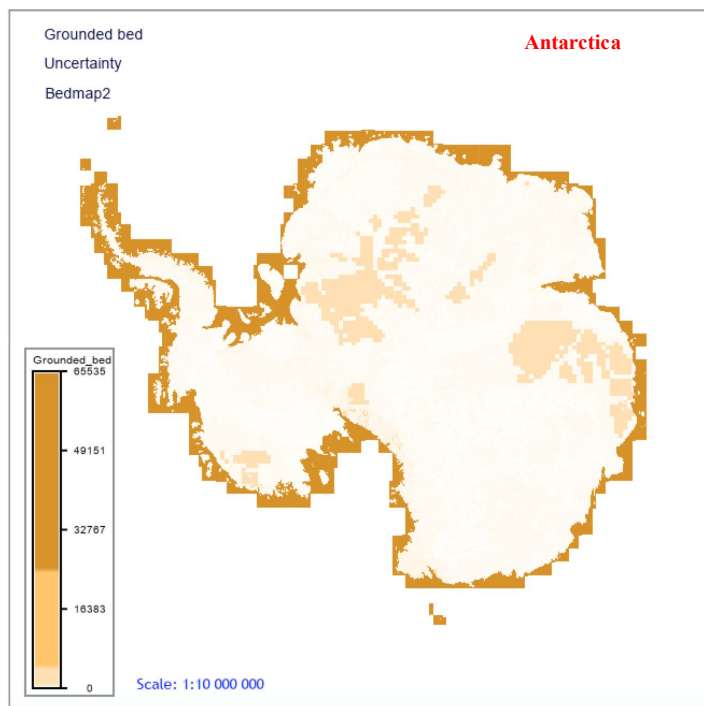 Grounded bed
Antarctica
Uncertainty
Bedmap2
Grounded_bed
65535
49151
32767
16383
0
Scale: 1:10 000 000